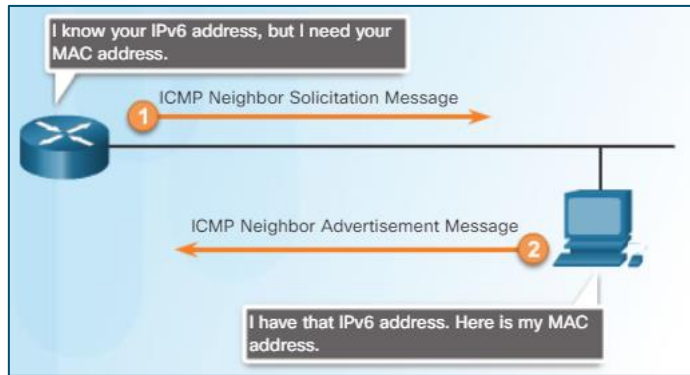 I know your IPv6 address, but I need your
MAC address.
ICMP Neighbor Solicitation Message
1
ICMP Neighbor Advertisement Message
2
I have that IPv6 address. Here is my MAC
address.